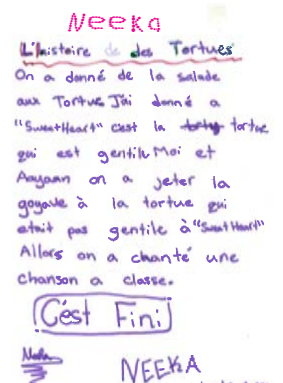 Neeka
L'histoire de des Tortues
On a donné de la salade
aux Tortue J'ai donné a
"SweetHeart" c'est la tortu tortue
qui est gentile Moi et
Aayaan on a jeter la
goyave à la tortue qui
etait pas gentile à "SweetHeart"
Allors on a chanté une
chanson a classe.
C'est Fini
Neeka
NEEKA